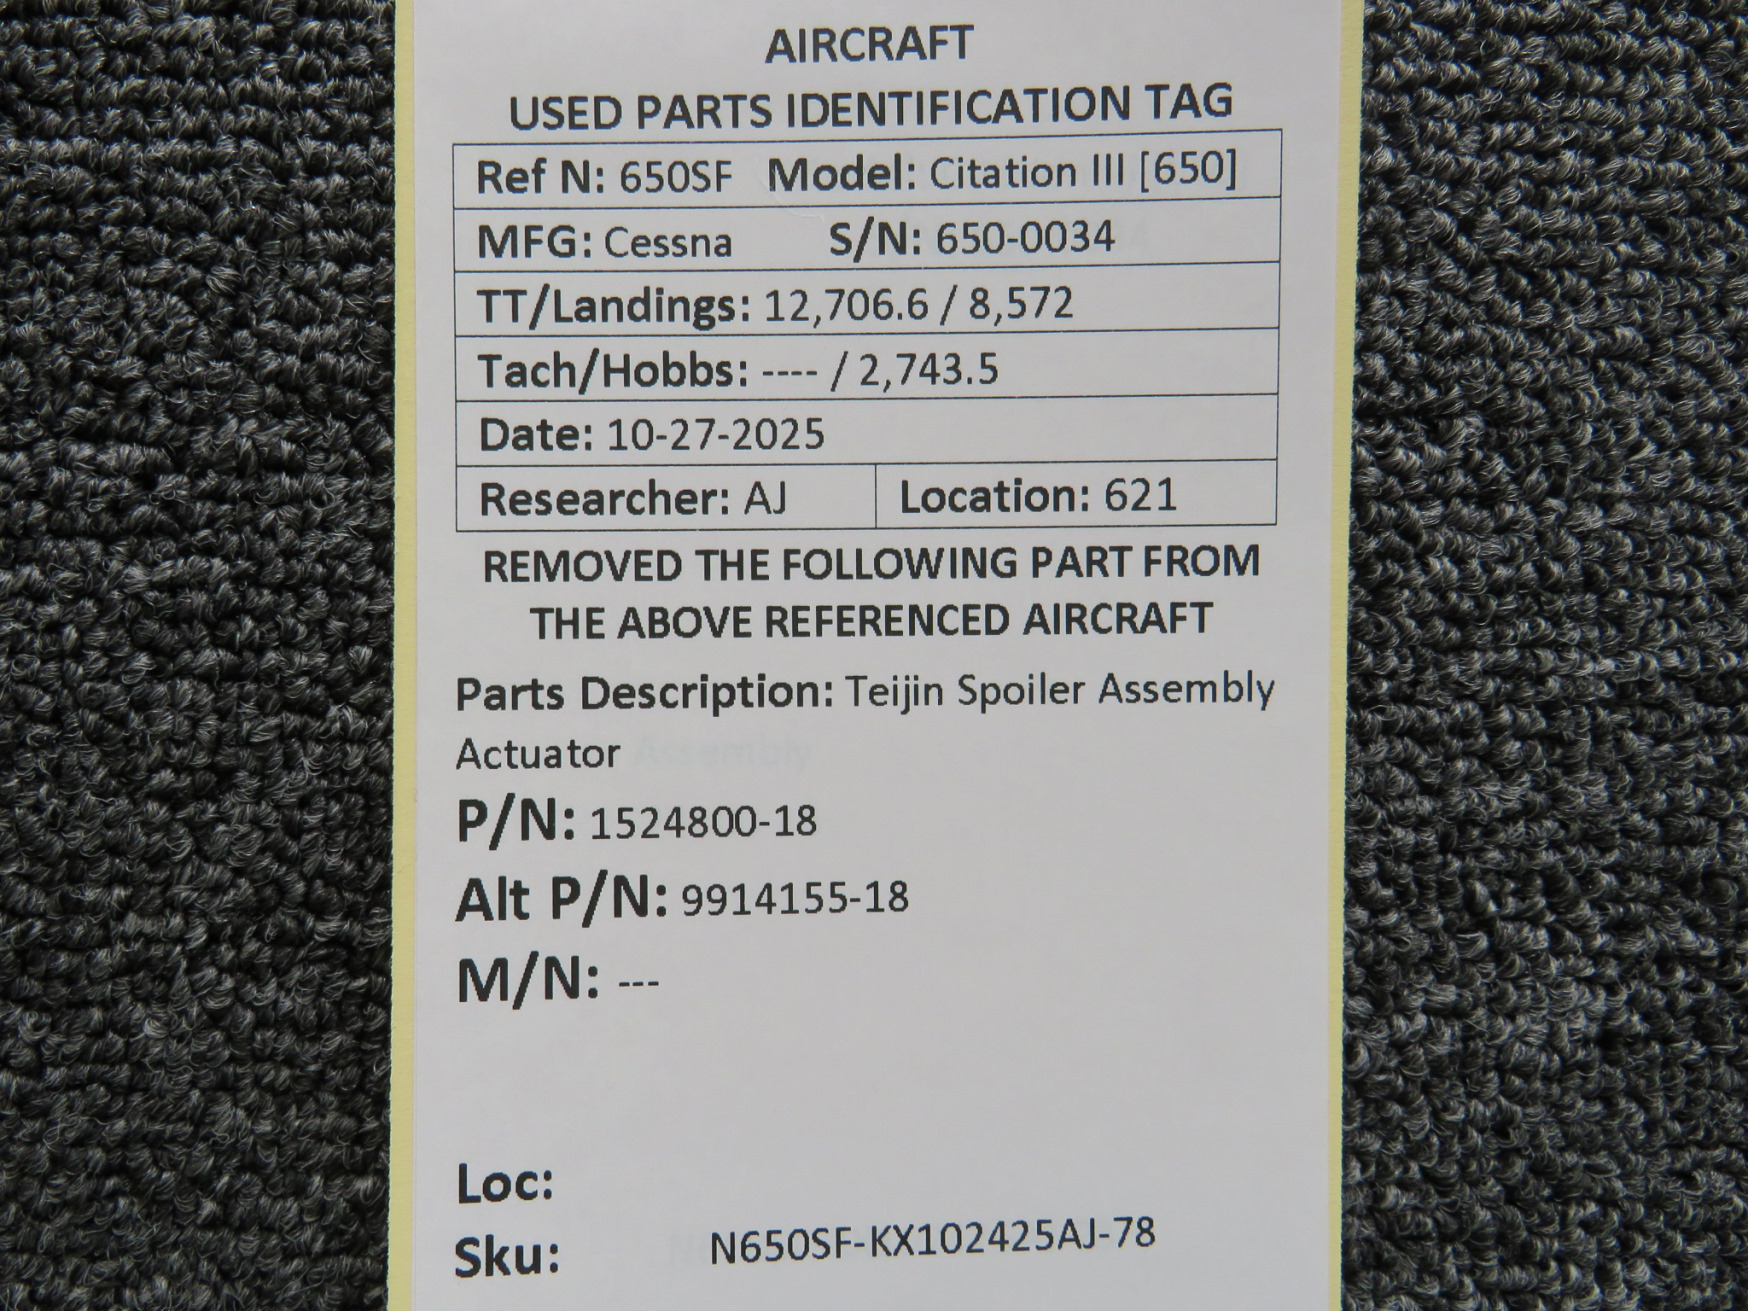 AIRCRAFT
USED PARTS IDENTIFICATION TAG
Ref N: 650SF Model: Citation III [650]
MFG: Cessna S/N: 650-0034
TT/Landings: 12,706.6 / 8,572
Tach/Hobbs: ---- / 2,743.5
Date: 10-27-2025
Researcher: AJ Location: 621
REMOVED THE FOLLOWING PART FROM
THE ABOVE REFERENCED AIRCRAFT
Parts Description: Teijin Spoiler Assembly
Actuator
P/N: 1524800-18
Alt P/N: 9914155-18
M/N: ---
Loc:
Sku: N650SF-KX102425AJ-78